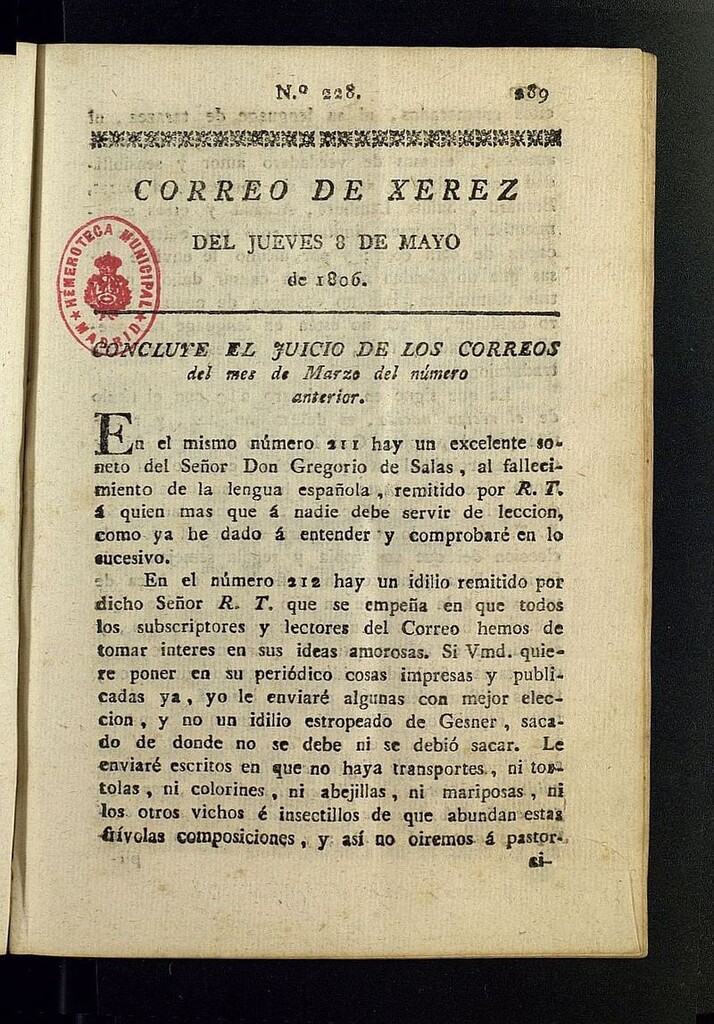 N.º 228. 289
CORREO DE XEREZ
DEL JUEVES 8 DE MAYO
de 1806.
HEMEROTECA MUNICIPAL
MADRID
CONCLUYE EL JUICIO DE LOS CORREOS
del mes de Marzo del número
anterior.
En el mismo número 211 hay un excelente so-
neto del Señor Don Gregorio de Salas, al falleci-
miento de la lengua española, remitido por R. T.
á quien mas que á nadie debe servir de leccion,
como ya he dado á entender y comprobaré en lo
sucesivo.
En el número 212 hay un idilio remitido por
dicho Señor R. T. que se empeña en que todos
los subscriptores y lectores del Correo hemos de
tomar interes en sus ideas amorosas. Si Vmd. quie-
re poner en su periódico cosas impresas y publi-
cadas ya, yo le enviaré algunas con mejor elec-
cion, y no un idilio estropeado de Gesner, saca-
do de donde no se debe ni se debió sacar. Le
enviaré escritos en que no haya transportes, ni tor-
tolas, ni colorines, ni abejillas, ni mariposas, ni
los otros vichos é insectillos de que abundan estas
frívolas composiciones, y así no oiremos á pastor-
ci-